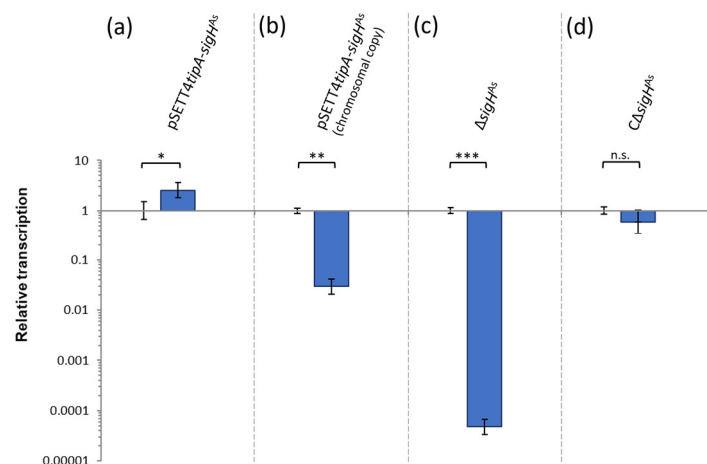 (a)
pSETT4tipA-sigHᴬˢ
(b)
pSETT4tipA-sigHᴬˢ
(chromosomal copy)
(c)
ΔsigHᴬˢ
(d)
CΔsigHᴬˢ
*
**
***
n.s.
Relative transcription
10
1
0.1
0.01
0.001
0.0001
0.00001